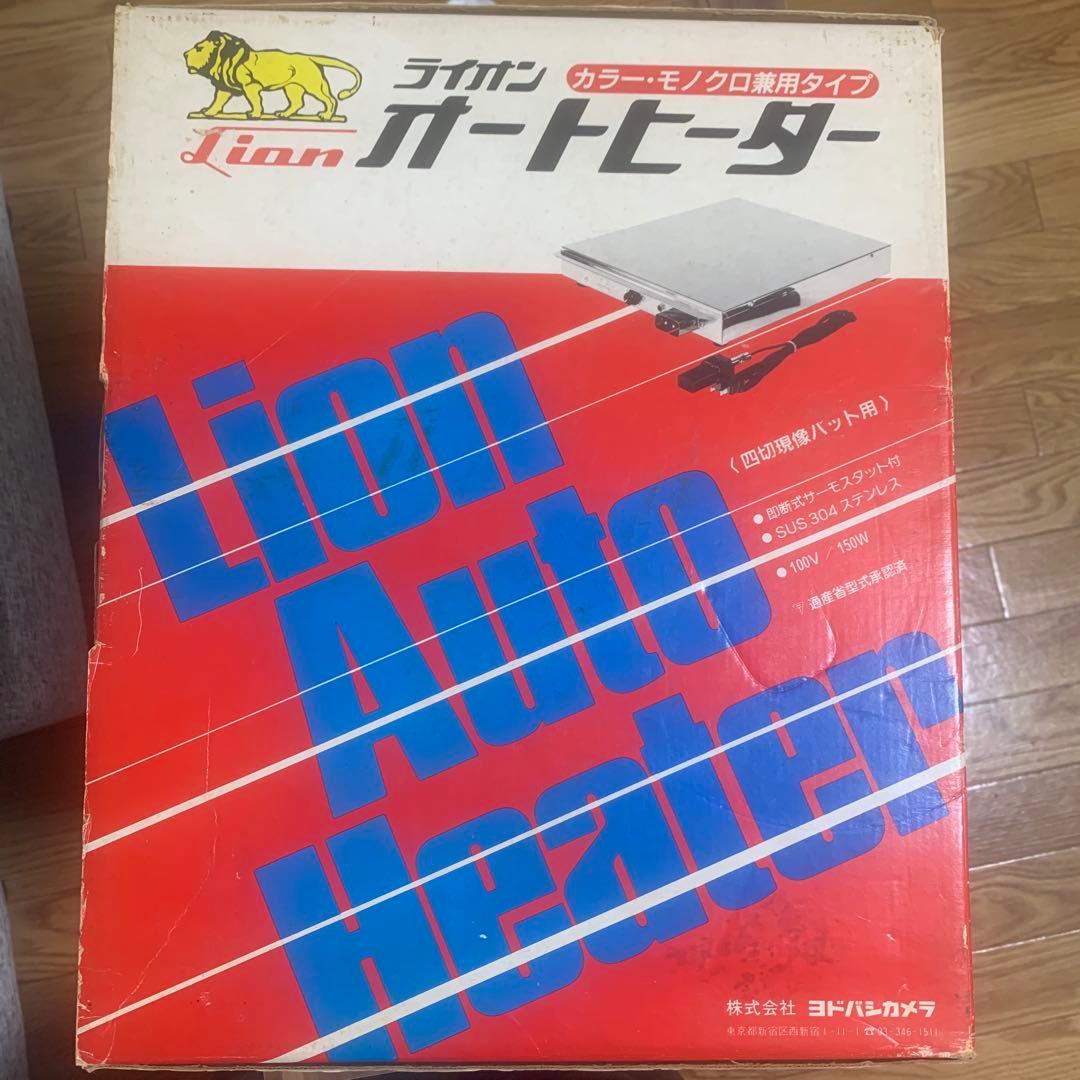 ライオン
カラー・モノクロ兼用タイプ
Lion
オートヒーター
〈四切現像バット用〉
● 即断式サーモスタット付
● SUS 304 ステンレス
● 100V / 150W
〒 通産省型式承認済
Lion
Auto
Heater
株式会社 ヨドバシカメラ
東京都新宿区西新宿1-11-1 ☎03-346-1511